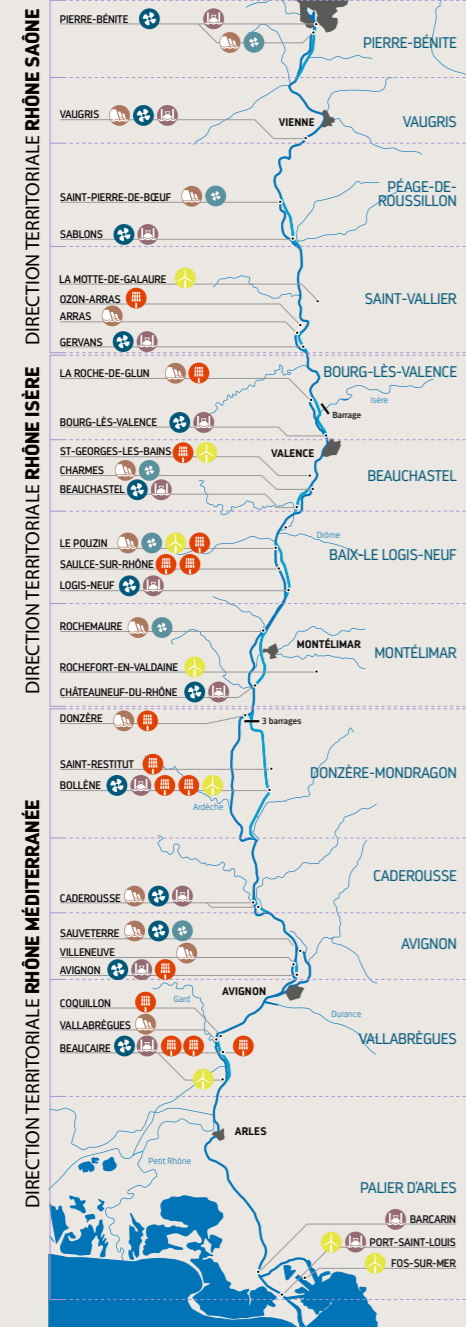 DIRECTION TERRITORIALE RHÔNE SAÔNE
PIERRE-BÉNITE
PIERRE-BÉNITE
VAUGRIS
VIENNE
VAUGRIS
SAINT-PIERRE-DE-BŒUF
PÉAGE-DE-
ROUSSILLON
SABLONS
LA MOTTE-DE-GALAURE
OZON-ARRAS
SAINT-VALLIER
ARRAS
GERVANS
DIRECTION TERRITORIALE RHÔNE ISÈRE
LA ROCHE-DE-GLUN
BOURG-LÈS-VALENCE
Isère
Barrage
BOURG-LÈS-VALENCE
ST-GEORGES-LES-BAINS
VALENCE
CHARMES
BEAUCHASTEL
BEAUCHASTEL
Drôme
LE POUZIN
BAIX-LE LOGIS-NEUF
SAULCE-SUR-RHÔNE
LOGIS-NEUF
ROCHEMAURE
MONTÉLIMAR
MONTÉLIMAR
ROCHEFORT-EN-VALDAINE
CHÂTEAUNEUF-DU-RHÔNE
DIRECTION TERRITORIALE RHÔNE MÉDITERRANÉE
DONZÈRE
3 barrages
SAINT-RESTITUT
DONZÈRE-MONDRAGON
BOLLÈNE
Ardèche
CADEROUSSE
CADEROUSSE
SAUVETERRE
AVIGNON
VILLENEUVE
AVIGNON
AVIGNON
COQUILLON
Gard
Durance
VALLABRÈGUES
VALLABRÈGUES
BEAUCAIRE
ARLES
Petit Rhône
PALIER D'ARLES
BARCARIN
PORT-SAINT-LOUIS
FOS-SUR-MER